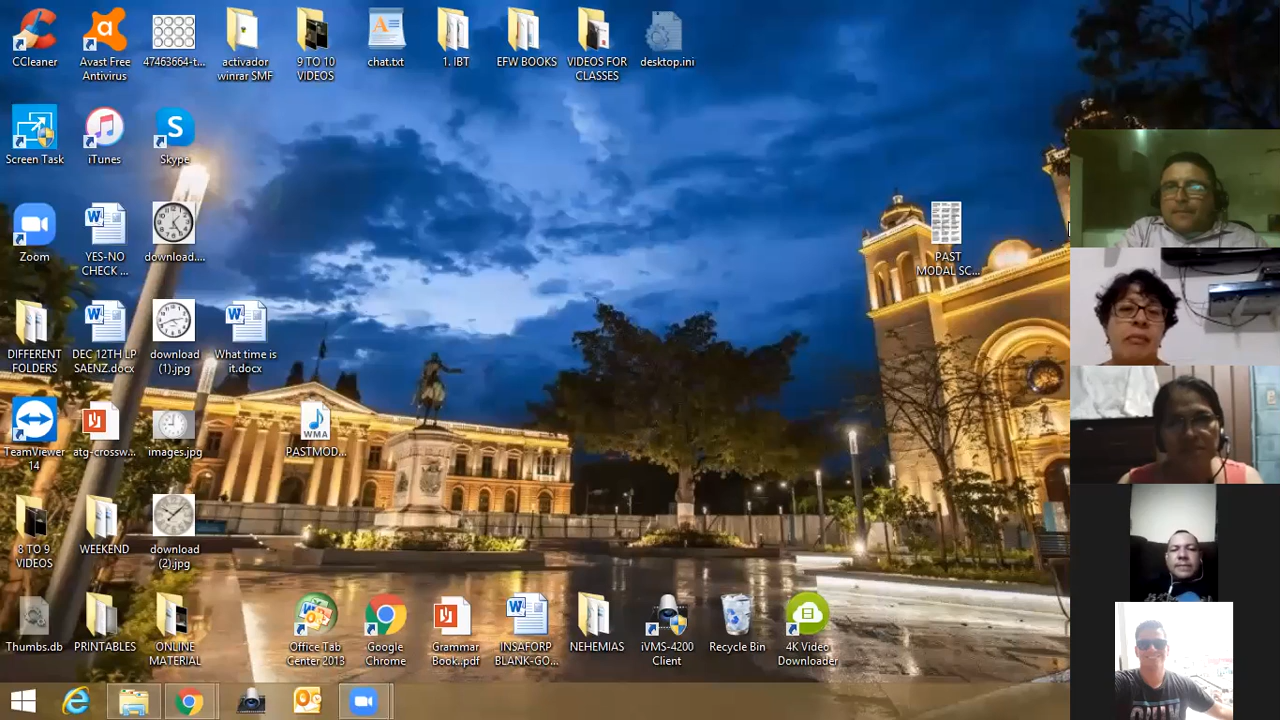 CCleaner
Avast Free
Antivirus
47463664-t...
activador
winrar SMF
9 TO 10
VIDEOS
chat.txt
1. IBT
EFW BOOKS
VIDEOS FOR
CLASSES
desktop.ini
Screen Task
iTunes
Skype
Zoom
YES-NO
CHECK ...
download....
PAST
MODAL SC...
DIFFERENT
FOLDERS
DEC 12TH LP
SAENZ.docx
download
(1).jpg
What time is
it.docx
TeamViewer
14
atg-crossw...
images.jpg
WMA
PASTMOD...
8 TO 9
VIDEOS
WEEKEND
download
(2).jpg
Thumbs.db
PRINTABLES
ONLINE
MATERIAL
Office Tab
Center 2013
Google
Chrome
Grammar
Book..pdf
INSAFORP
BLANK-GO...
NEHEMIAS
iVMS-4200
Client
Recycle Bin
4K Video
Downloader